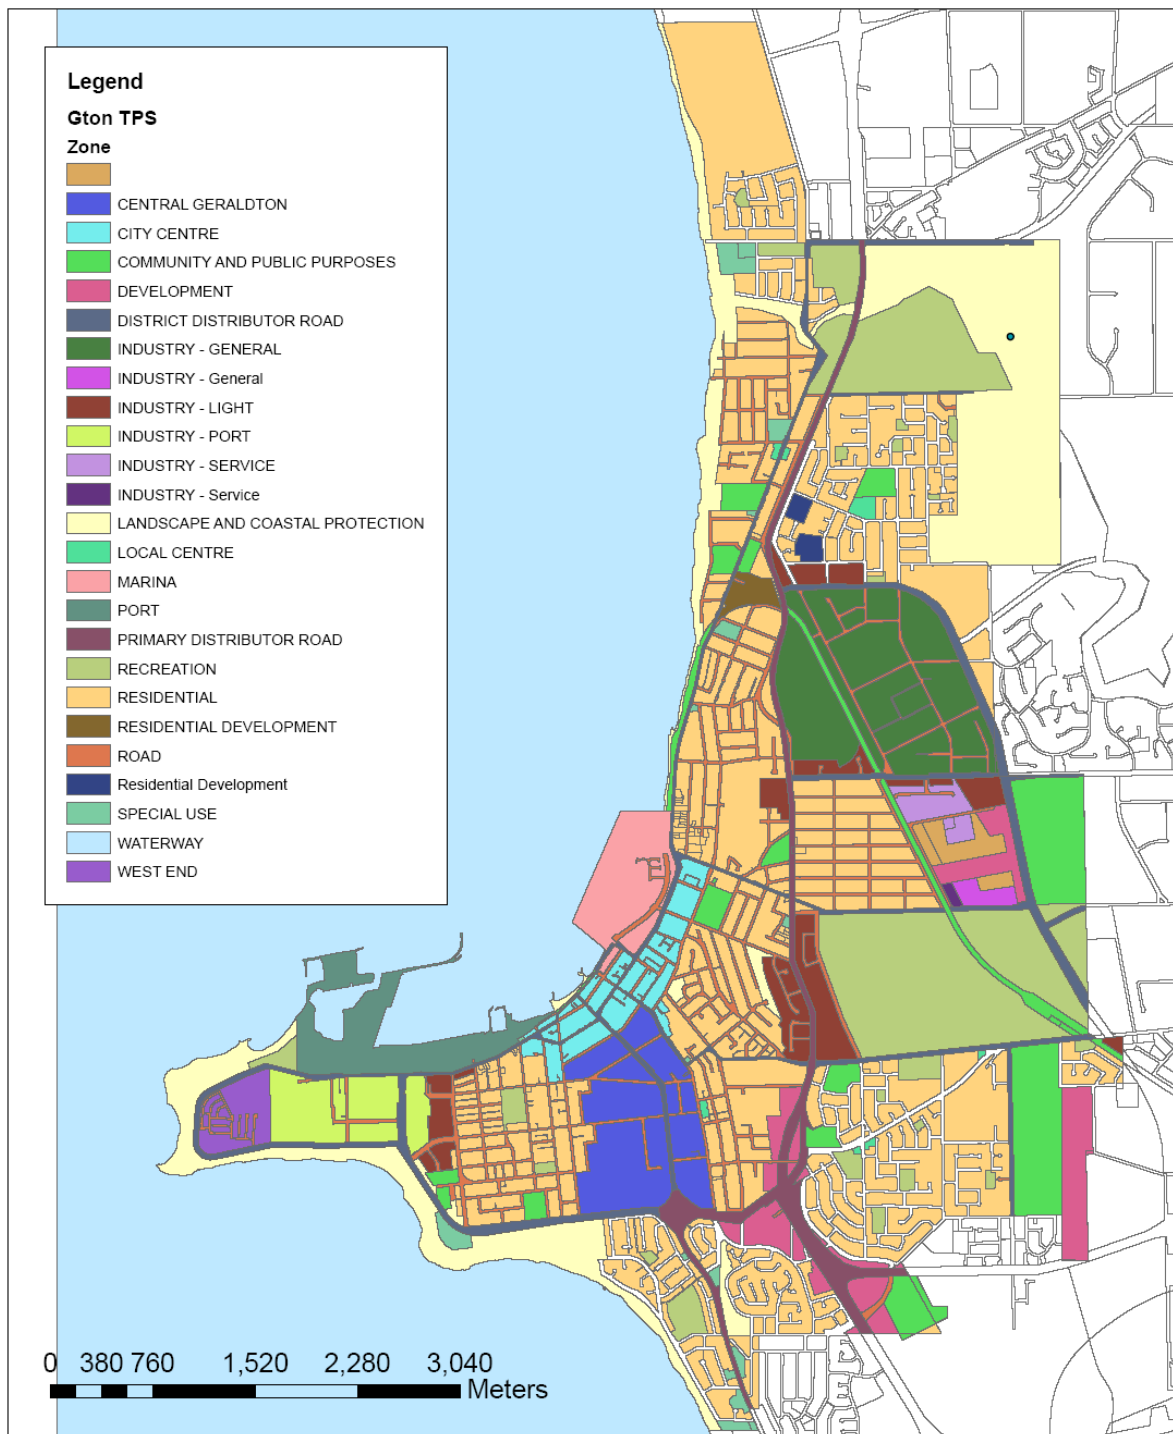 Legend
Gton TPS
Zone
CENTRAL GERALDTON
CITY CENTRE
COMMUNITY AND PUBLIC PURPOSES
DEVELOPMENT
DISTRICT DISTRIBUTOR ROAD
INDUSTRY - GENERAL
INDUSTRY - General
INDUSTRY - LIGHT
INDUSTRY - PORT
INDUSTRY - SERVICE
INDUSTRY - Service
LANDSCAPE AND COASTAL PROTECTION
LOCAL CENTRE
MARINA
PORT
PRIMARY DISTRIBUTOR ROAD
RECREATION
RESIDENTIAL
RESIDENTIAL DEVELOPMENT
ROAD
Residential Development
SPECIAL USE
WATERWAY
WEST END
0 380 760 1,520 2,280 3,040
Meters